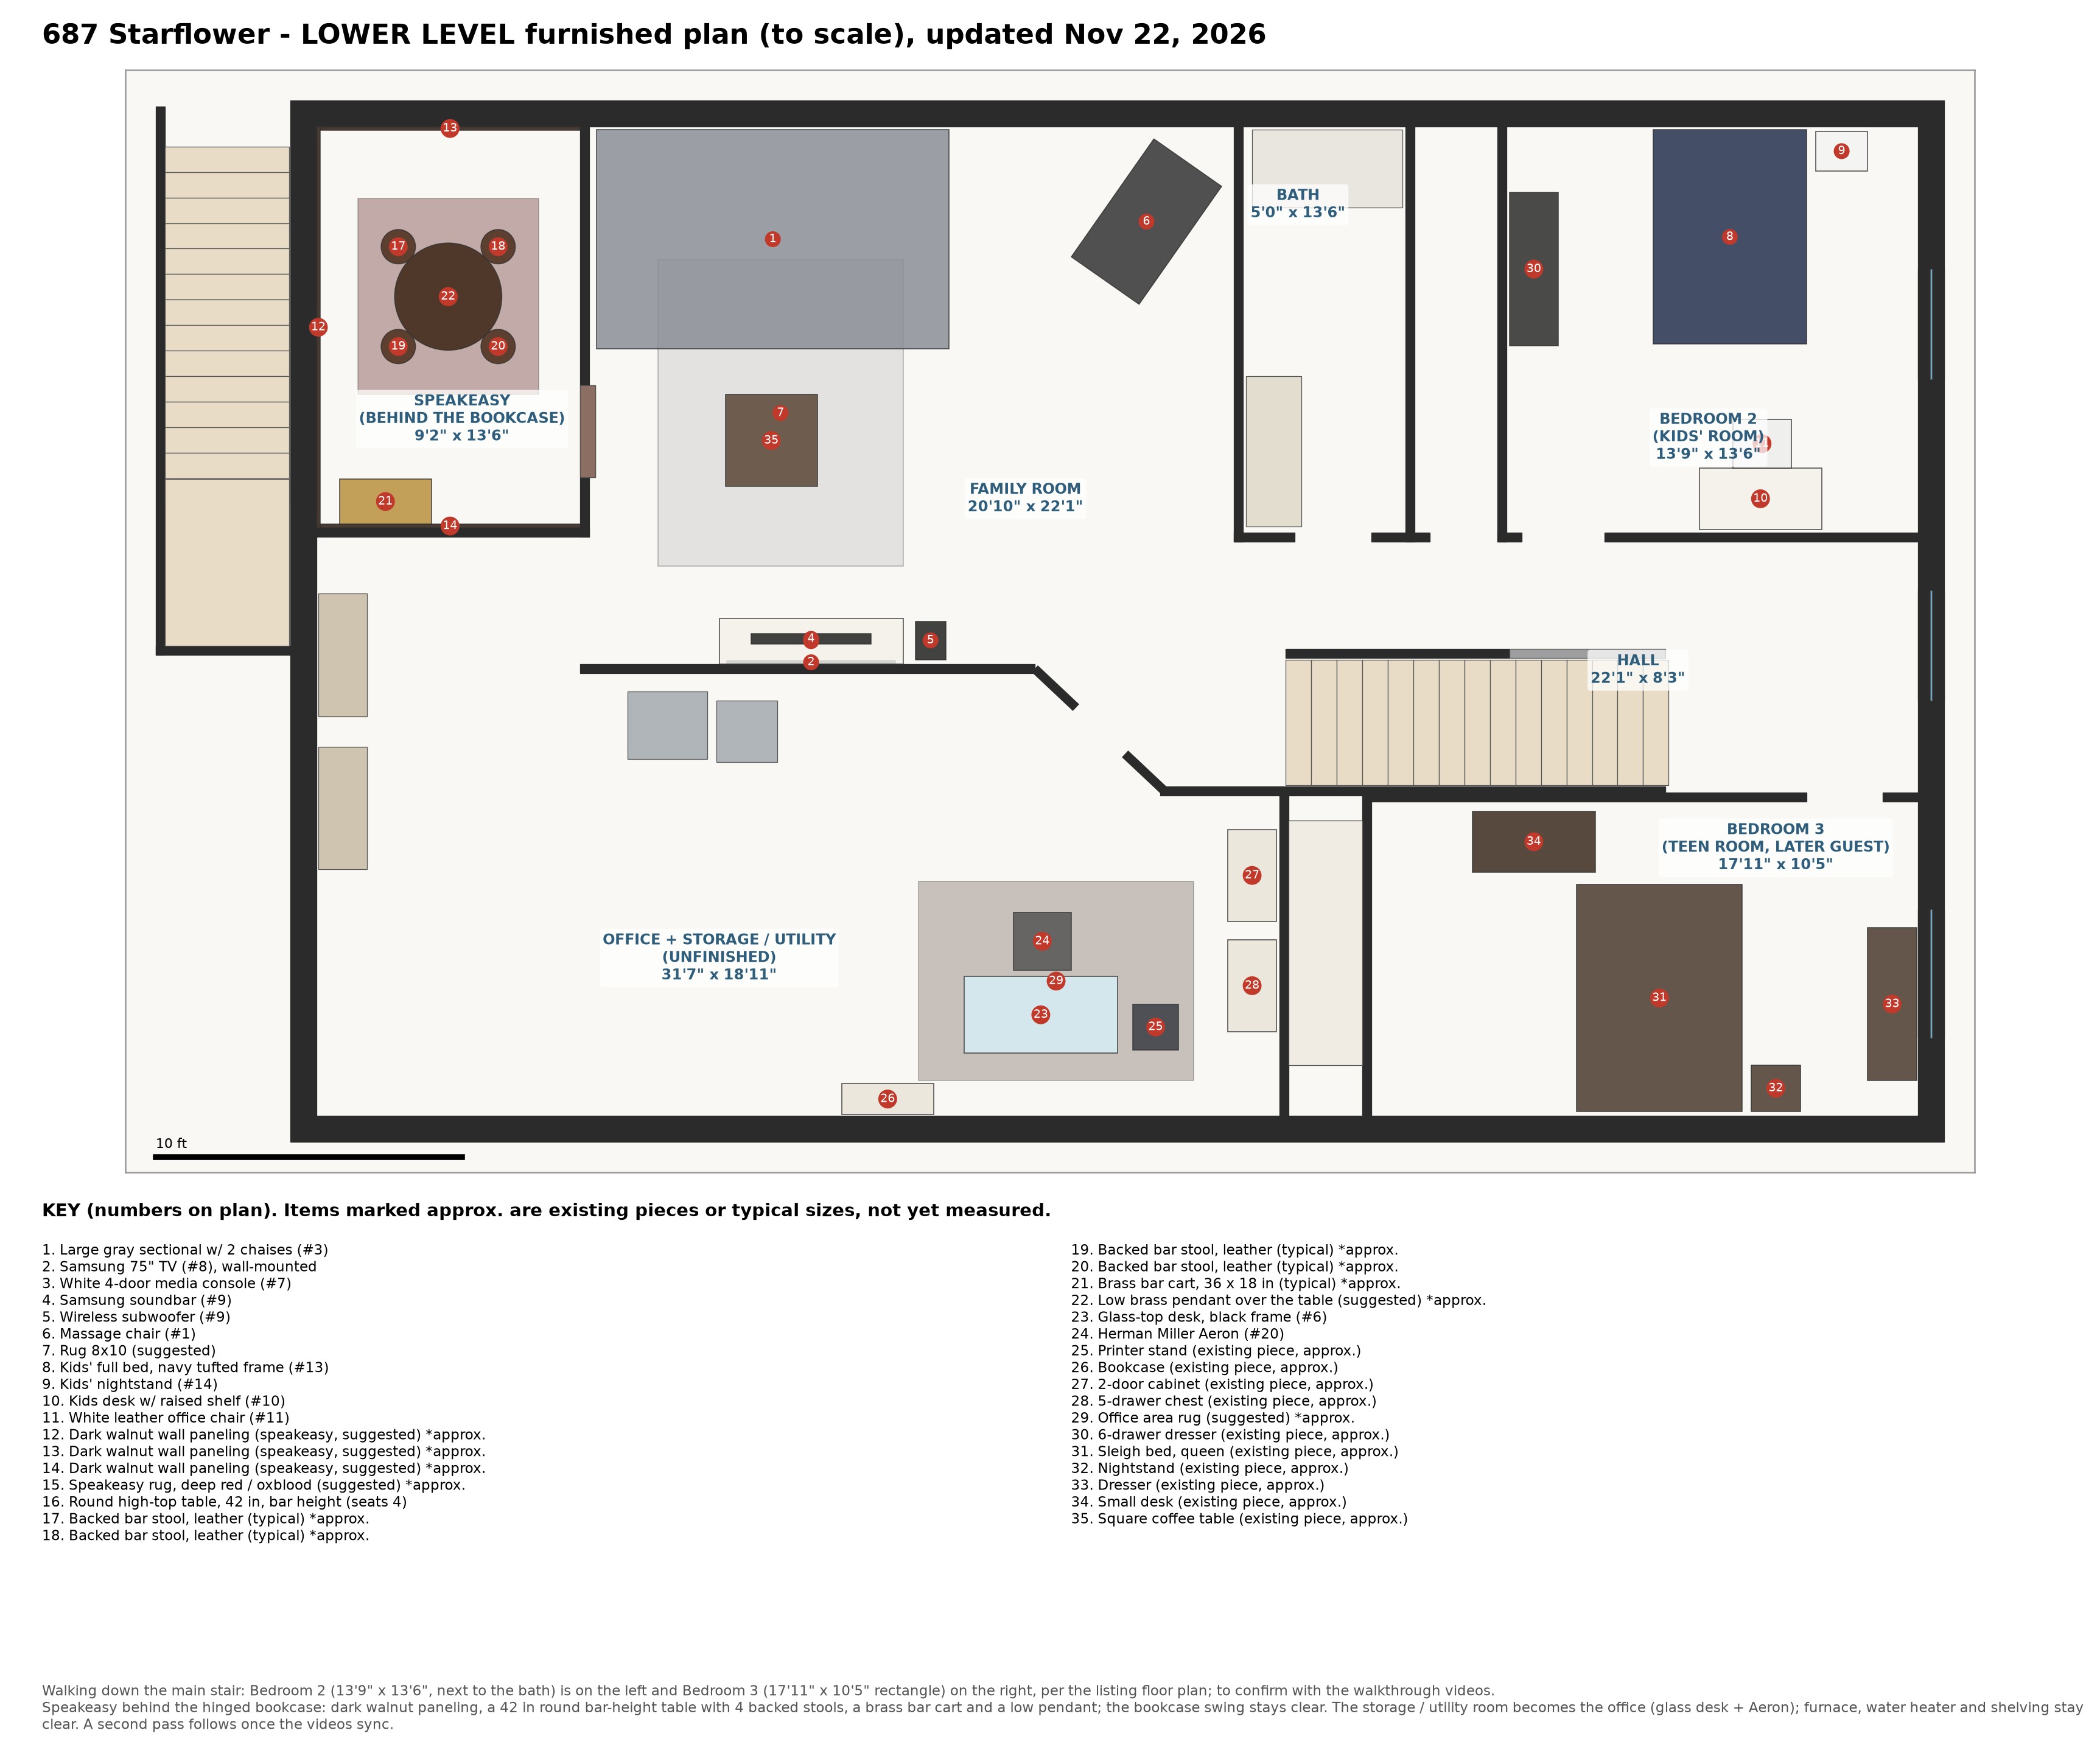 687 Starflower - LOWER LEVEL furnished plan (to scale), updated Nov 22, 2026
13
9
BATH
5'0" x 13'6"
6
8
1
17
18
30
22
12
19
20
SPEAKEASY
(BEHIND THE BOOKCASE)
9'2" x 13'6"
7
35
BEDROOM 2
(KIDS' ROOM)
13'9" x 13'6"
FAMILY ROOM
20'10" x 22'1"
10
21
14
4
5
2
HALL
22'1" x 8'3"
BEDROOM 3
(TEEN ROOM, LATER GUEST)
17'11" x 10'5"
34
27
OFFICE + STORAGE / UTILITY
(UNFINISHED)
31'7" x 18'11"
24
29
28
23
25
31
33
32
26
10 ft
KEY (numbers on plan). Items marked approx. are existing pieces or typical sizes, not yet measured.
1. Large gray sectional w/ 2 chaises (#3)
2. Samsung 75" TV (#8), wall-mounted
3. White 4-door media console (#7)
4. Samsung soundbar (#9)
5. Wireless subwoofer (#9)
6. Massage chair (#1)
7. Rug 8x10 (suggested)
8. Kids' full bed, navy tufted frame (#13)
9. Kids' nightstand (#14)
10. Kids desk w/ raised shelf (#10)
11. White leather office chair (#11)
12. Dark walnut wall paneling (speakeasy, suggested) *approx.
13. Dark walnut wall paneling (speakeasy, suggested) *approx.
14. Dark walnut wall paneling (speakeasy, suggested) *approx.
15. Speakeasy rug, deep red / oxblood (suggested) *approx.
16. Round high-top table, 42 in, bar height (seats 4)
17. Backed bar stool, leather (typical) *approx.
18. Backed bar stool, leather (typical) *approx.
19. Backed bar stool, leather (typical) *approx.
20. Backed bar stool, leather (typical) *approx.
21. Brass bar cart, 36 x 18 in (typical) *approx.
22. Low brass pendant over the table (suggested) *approx.
23. Glass-top desk, black frame (#6)
24. Herman Miller Aeron (#20)
25. Printer stand (existing piece, approx.)
26. Bookcase (existing piece, approx.)
27. 2-door cabinet (existing piece, approx.)
28. 5-drawer chest (existing piece, approx.)
29. Office area rug (suggested) *approx.
30. 6-drawer dresser (existing piece, approx.)
31. Sleigh bed, queen (existing piece, approx.)
32. Nightstand (existing piece, approx.)
33. Dresser (existing piece, approx.)
34. Small desk (existing piece, approx.)
35. Square coffee table (existing piece, approx.)
Walking down the main stair: Bedroom 2 (13'9" x 13'6", next to the bath) is on the left and Bedroom 3 (17'11" x 10'5" rectangle) on the right, per the listing floor plan; to confirm with the walkthrough videos.
Speakeasy behind the hinged bookcase: dark walnut paneling, a 42 in round bar-height table with 4 backed stools, a brass bar cart and a low pendant; the bookcase swing stays clear. The storage / utility room becomes the office (glass desk + Aeron); furnace, water heater and shelving stay
clear. A second pass follows once the videos sync.